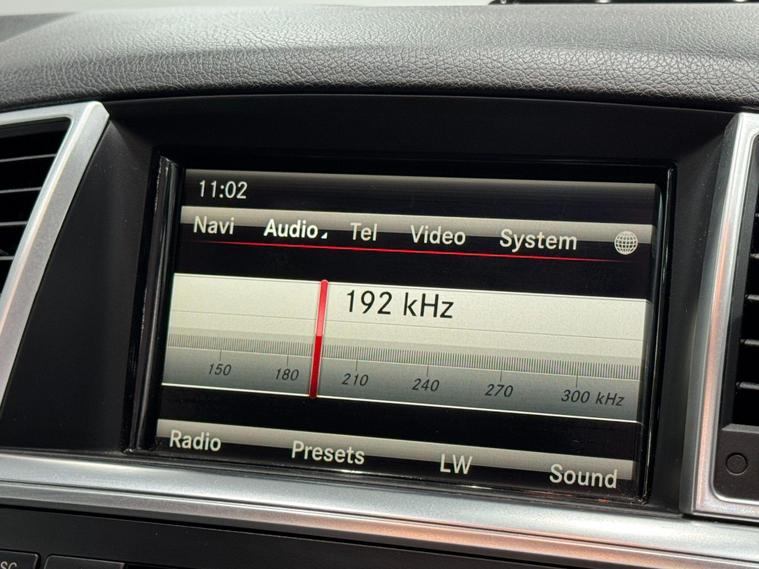 11:02
Navi Audio Tel Video System
192 kHz
150 180 210 240 270 300 kHz
Radio Presets LW Sound